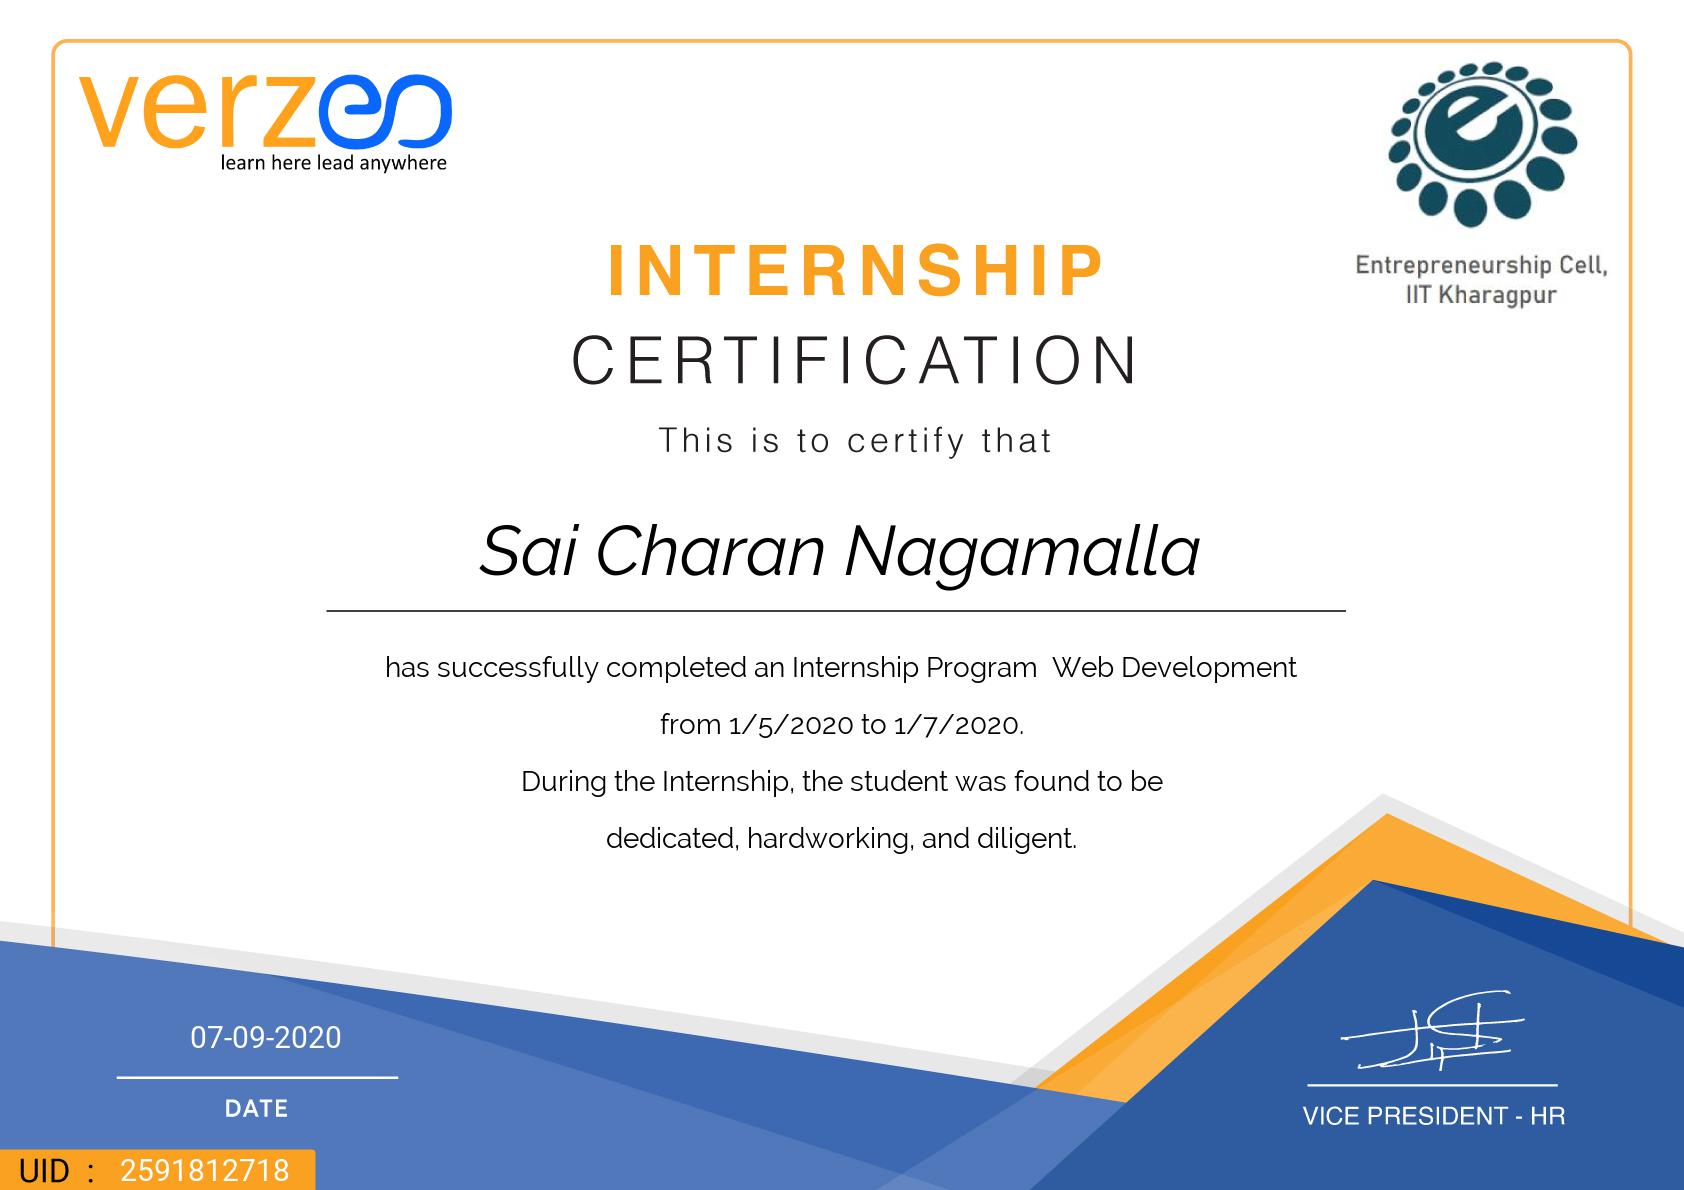 verzeo
learn here lead anywhere
Entrepreneurship Cell,
IIT Kharagpur
INTERNSHIP
CERTIFICATION
This is to certify that
Sai Charan Nagamalla
has successfully completed an Internship Program  Web Development
from 1/5/2020 to 1/7/2020.
During the Internship, the student was found to be
dedicated, hardworking, and diligent.
07-09-2020
DATE
VICE PRESIDENT - HR
UID : 2591812718